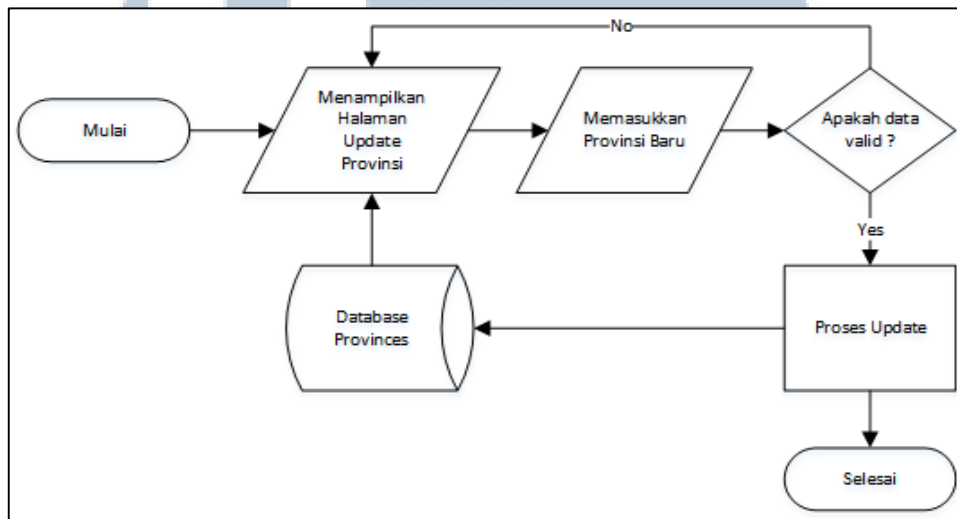 No
Mulai
Menampilkan
Halaman
Update
Provinsi
Memasukkan
Provinsi Baru
Apakah data
valid ?
Yes
Database
Provinces
Proses Update
Selesai